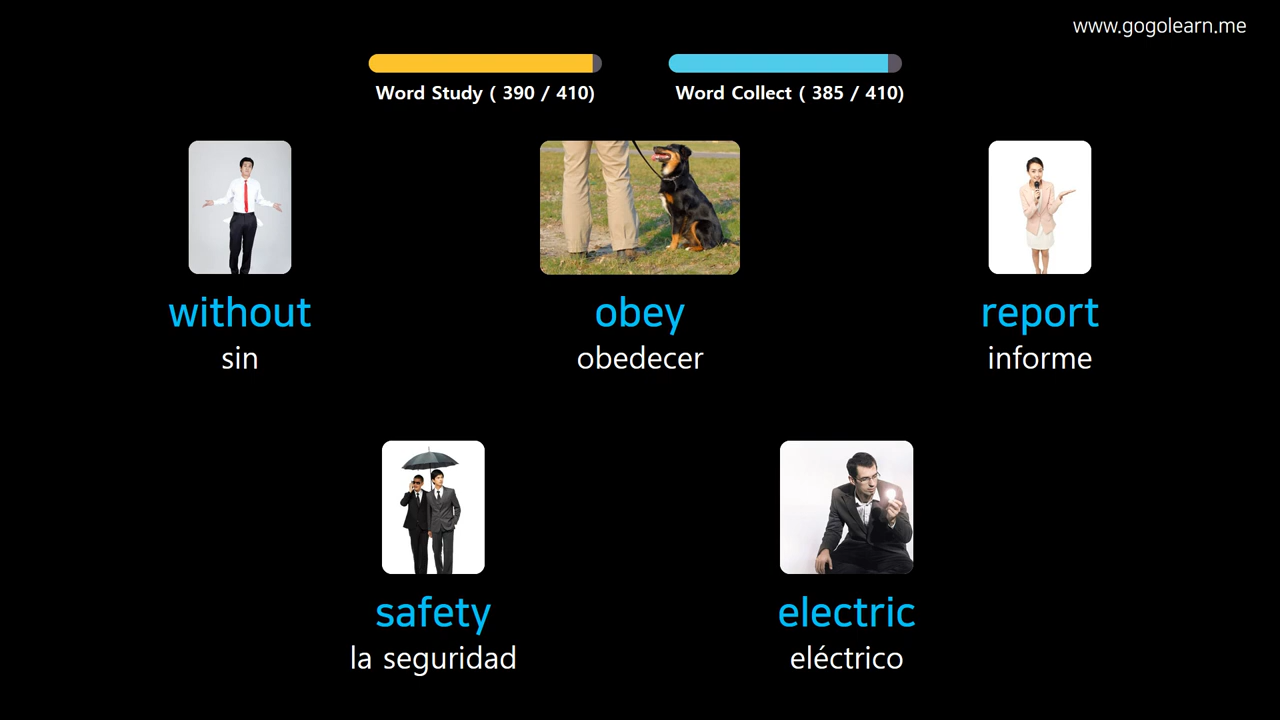 www.gogolearn.me
Word Study ( 390 / 410)
Word Collect ( 385 / 410)
without
sin
obey
obedecer
report
informe
safety
la seguridad
electric
eléctrico